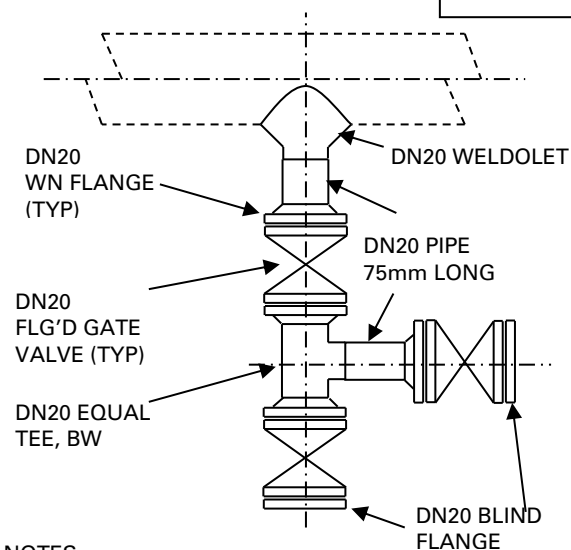 DN20
WN FLANGE
(TYP)
DN20 WELDOLET
DN20 PIPE
75mm LONG
DN20
FLG'D GATE
VALVE (TYP)
DN20 EQUAL
TEE, BW
DN20 BLIND
FLANGE
NOTES